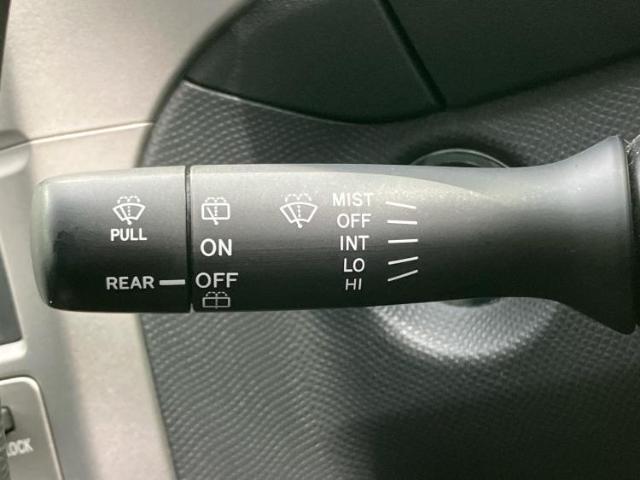 PULL
REAR
ON
OFF
MIST
OFF
INT
LO
HI
LOCK